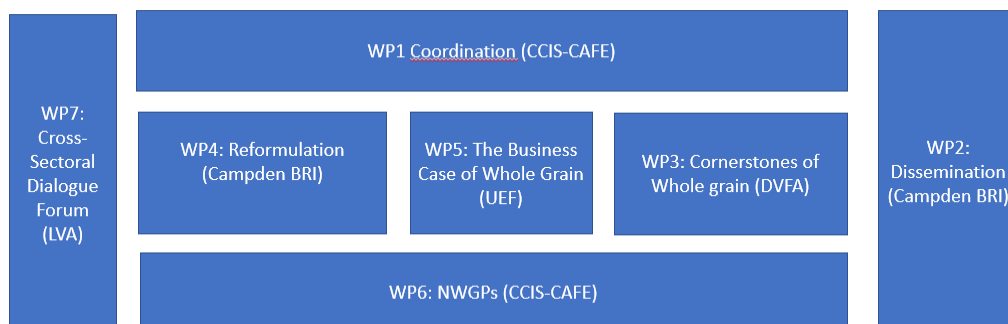 WP7:
Cross-
Sectoral
Dialogue
Forum
(LVA)
WP1 Coordination (CCIS-CAFE)
WP4: Reformulation
(Campden BRI)
WP5: The Business
Case of Whole Grain
(UEF)
WP3: Cornerstones of
Whole grain (DVFA)
WP6: NWGPs (CCIS-CAFE)
WP2:
Dissemination
(Campden BRI)